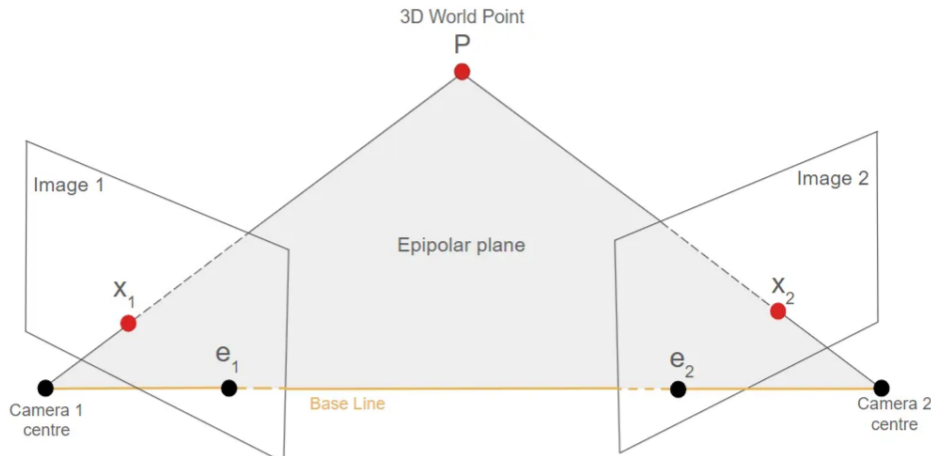 3D World Point
P
Image 1
Image 2
Epipolar plane
x₁
x₂
e₁
e₂
Base Line
Camera 1
centre
Camera 2
centre